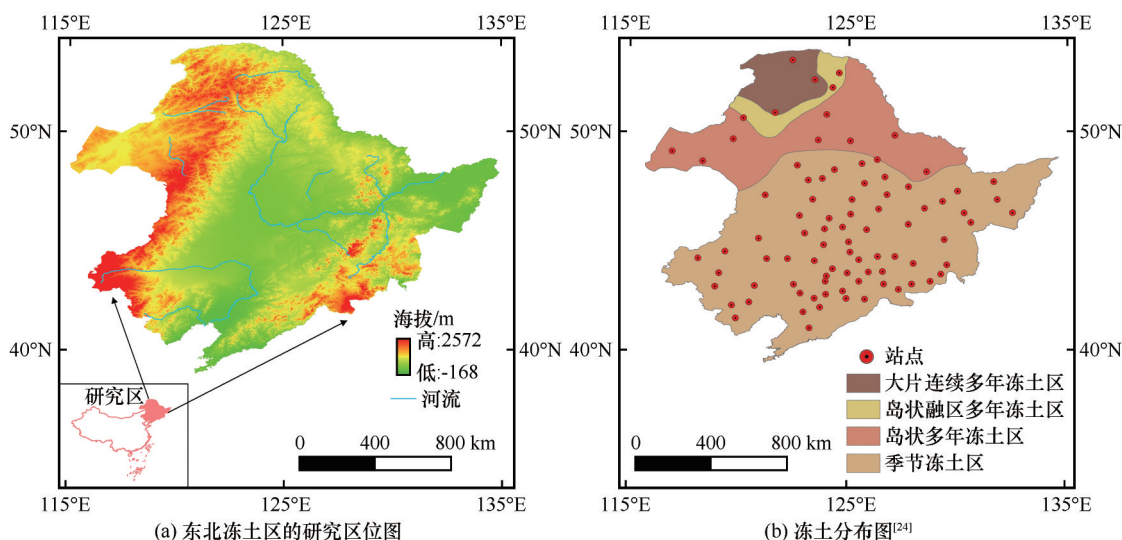 115°E 125°E 135°E
50°N
40°N
海拔/m
高:2572
低:-168
河流
研究区
0 400 800 km
115°E 125°E 135°E
(a) 东北冻土区的研究区位图
115°E 125°E 135°E
50°N
40°N
站点
大片连续多年冻土区
岛状融区多年冻土区
岛状多年冻土区
季节冻土区
0 400 800 km
115°E 125°E 135°E
(b) 冻土分布图[24]